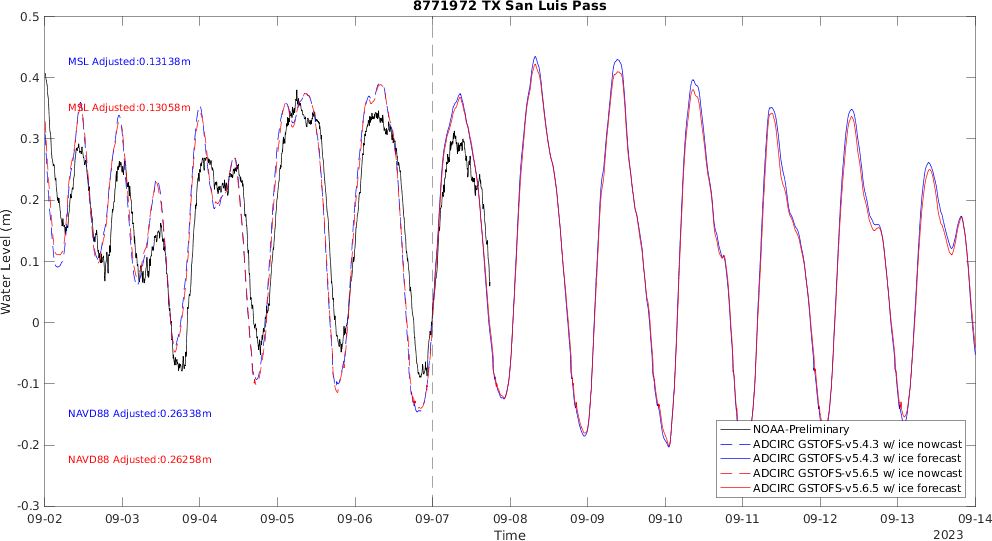 8771972 TX San Luis Pass
0.5
0.4
0.3
0.2
0.1
0
-0.1
-0.2
-0.3
Water Level (m)
MSL Adjusted:0.13138m
MSL Adjusted:0.13058m
NAVD88 Adjusted:0.26338m
NAVD88 Adjusted:0.26258m
NOAA-Preliminary
ADCIRC GSTOFS-v5.4.3 w/ ice nowcast
ADCIRC GSTOFS-v5.4.3 w/ ice forecast
ADCIRC GSTOFS-v5.6.5 w/ ice nowcast
ADCIRC GSTOFS-v5.6.5 w/ ice forecast
09-02 09-03 09-04 09-05 09-06 09-07 09-08 09-09 09-10 09-11 09-12 09-13 09-14
Time
2023